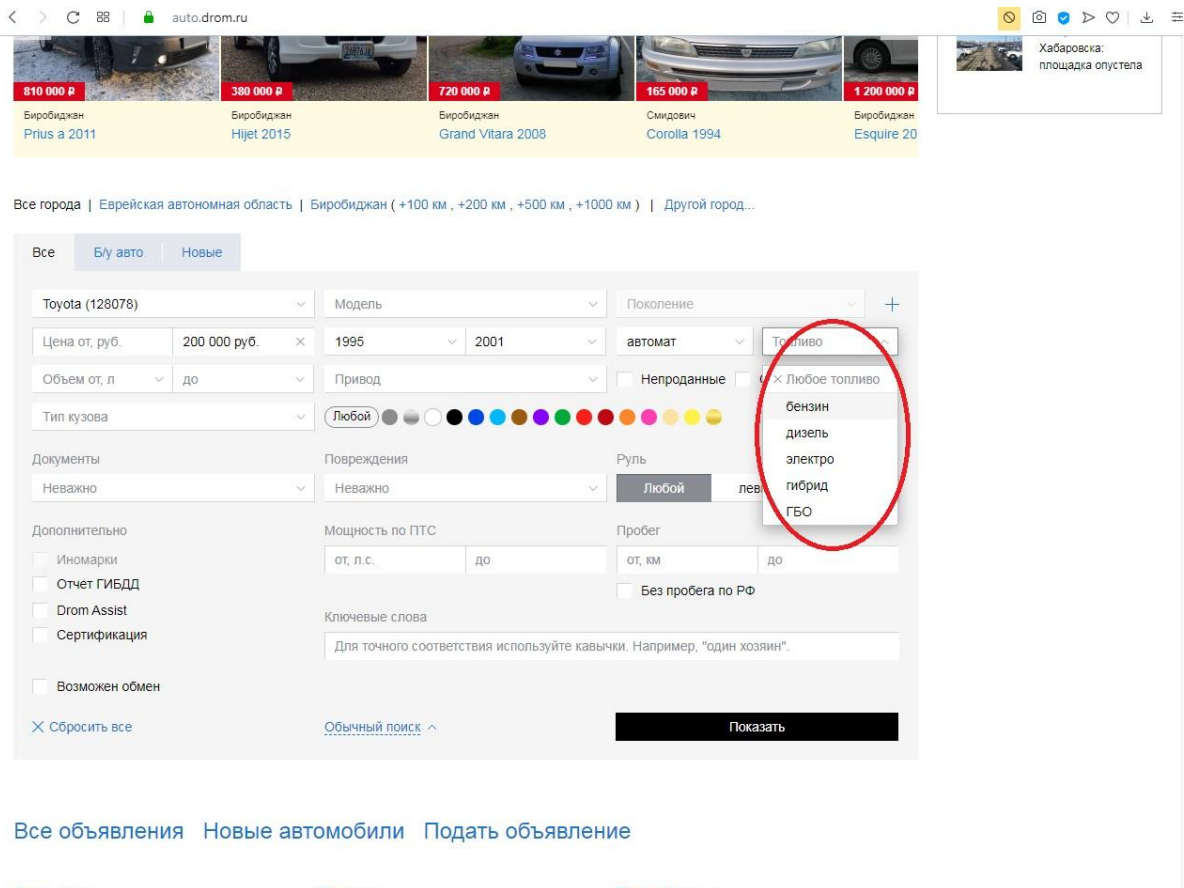 auto.drom.ru
Хабаровска:
площадка опустела
810 000 ₽ 380 000 ₽ 720 000 ₽ 165 000 ₽ 1 200 000 ₽
Биробиджан Биробиджан Биробиджан Смидович Биробиджан
Prius a 2011 Hijet 2015 Grand Vitara 2008 Corolla 1994 Esquire 20
Все города | Еврейская автономная область | Биробиджан ( +100 км , +200 км , +500 км , +1000 км ) | Другой город...
Все Б/у авто Новые
Toyota (128078) Модель Поколение
Цена от, руб. 200 000 руб. 1995 2001 автомат Топливо
Объем от, л до Привод Непроданные Любое топливо
Тип кузова Любой бензин
дизель
Документы Повреждения Руль электро
Неважно Неважно Любой лев гибрид
ГБО
Дополнительно Мощность по ПТС Пробег
Иномарки от, л.с. до от, км до
Отчет ГИБДД Без пробега по РФ
Drom Assist
Ключевые слова
Сертификация
Для точного соответствия используйте кавычки. Например, "один хозяин".
Возможен обмен
Сбросить все Обычный поиск Показать
Все объявления Новые автомобили Подать объявление